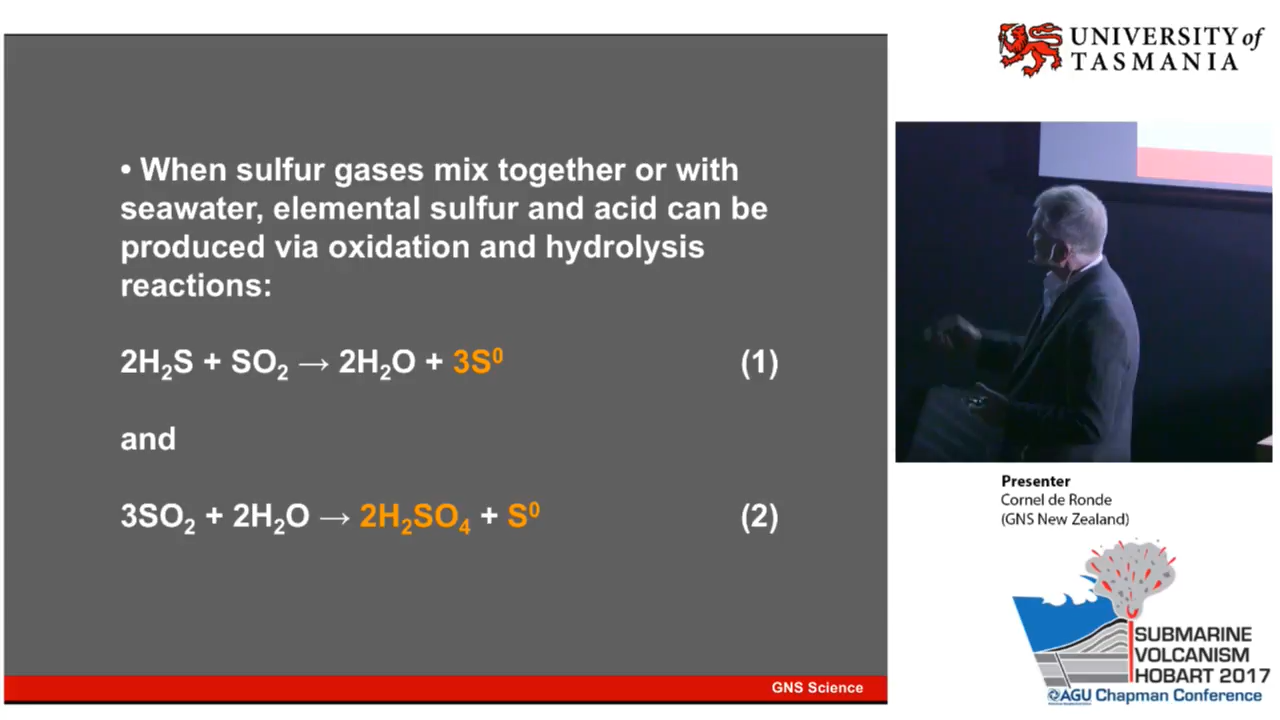 • When sulfur gases mix together or with
seawater, elemental sulfur and acid can be
produced via oxidation and hydrolysis
reactions:
2H₂S + SO₂ → 2H₂O + 3S⁰ (1)
and
3SO₂ + 2H₂O → 2H₂SO₄ + S⁰ (2)
GNS Science
UNIVERSITY of
TASMANIA
Presenter
Cornel de Ronde
(GNS New Zealand)
SUBMARINE
VOLCANISM
HOBART 2017
AGU Chapman Conference